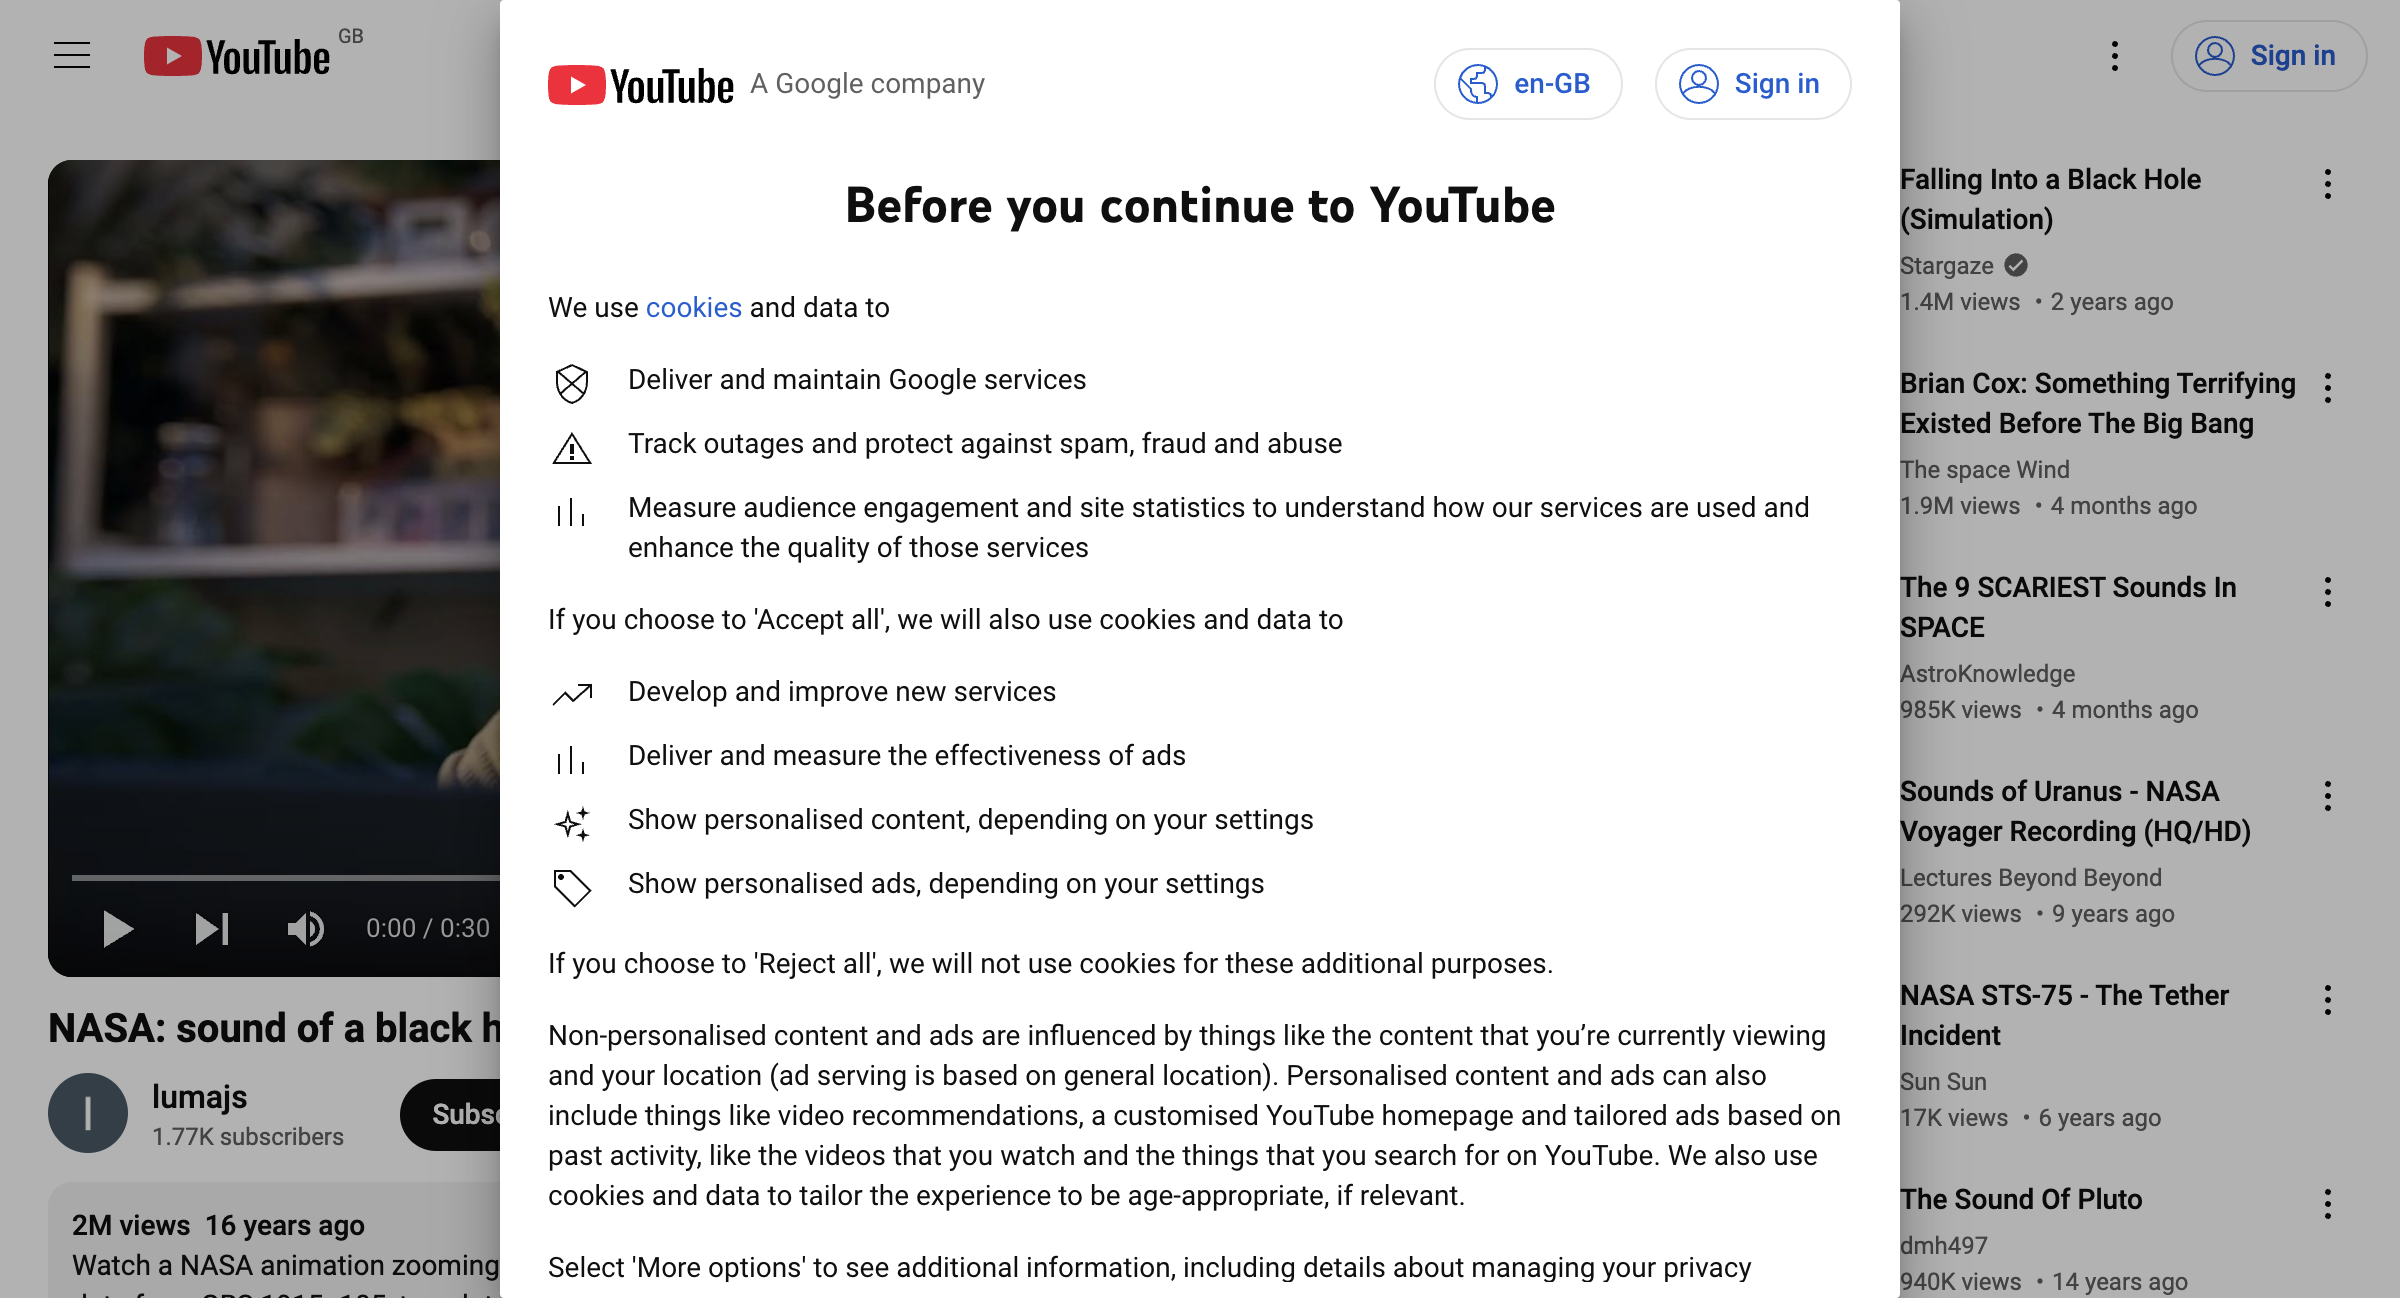 YouTube GB
Sign in
YouTube A Google company
en-GB
Sign in
Before you continue to YouTube
We use cookies and data to
Deliver and maintain Google services
Track outages and protect against spam, fraud and abuse
Measure audience engagement and site statistics to understand how our services are used and
enhance the quality of those services
If you choose to 'Accept all', we will also use cookies and data to
Develop and improve new services
Deliver and measure the effectiveness of ads
Show personalised content, depending on your settings
Show personalised ads, depending on your settings
If you choose to 'Reject all', we will not use cookies for these additional purposes.
Non-personalised content and ads are influenced by things like the content that you’re currently viewing
and your location (ad serving is based on general location). Personalised content and ads can also
include things like video recommendations, a customised YouTube homepage and tailored ads based on
past activity, like the videos that you watch and the things that you search for on YouTube. We also use
cookies and data to tailor the experience to be age-appropriate, if relevant.
Select 'More options' to see additional information, including details about managing your privacy
0:00 / 0:30
NASA: sound of a black
l
lumajs
1.77K subscribers
2M views 16 years ago
Watch a NASA animation zooming
Falling Into a Black Hole
(Simulation)
Stargaze
1.4M views • 2 years ago
Brian Cox: Something Terrifying
Existed Before The Big Bang
The space Wind
1.9M views • 4 months ago
The 9 SCARIEST Sounds In
SPACE
AstroKnowledge
985K views • 4 months ago
Sounds of Uranus - NASA
Voyager Recording (HQ/HD)
Lectures Beyond Beyond
292K views • 9 years ago
NASA STS-75 - The Tether
Incident
Sun Sun
17K views • 6 years ago
The Sound Of Pluto
dmh497
940K views • 14 years ago